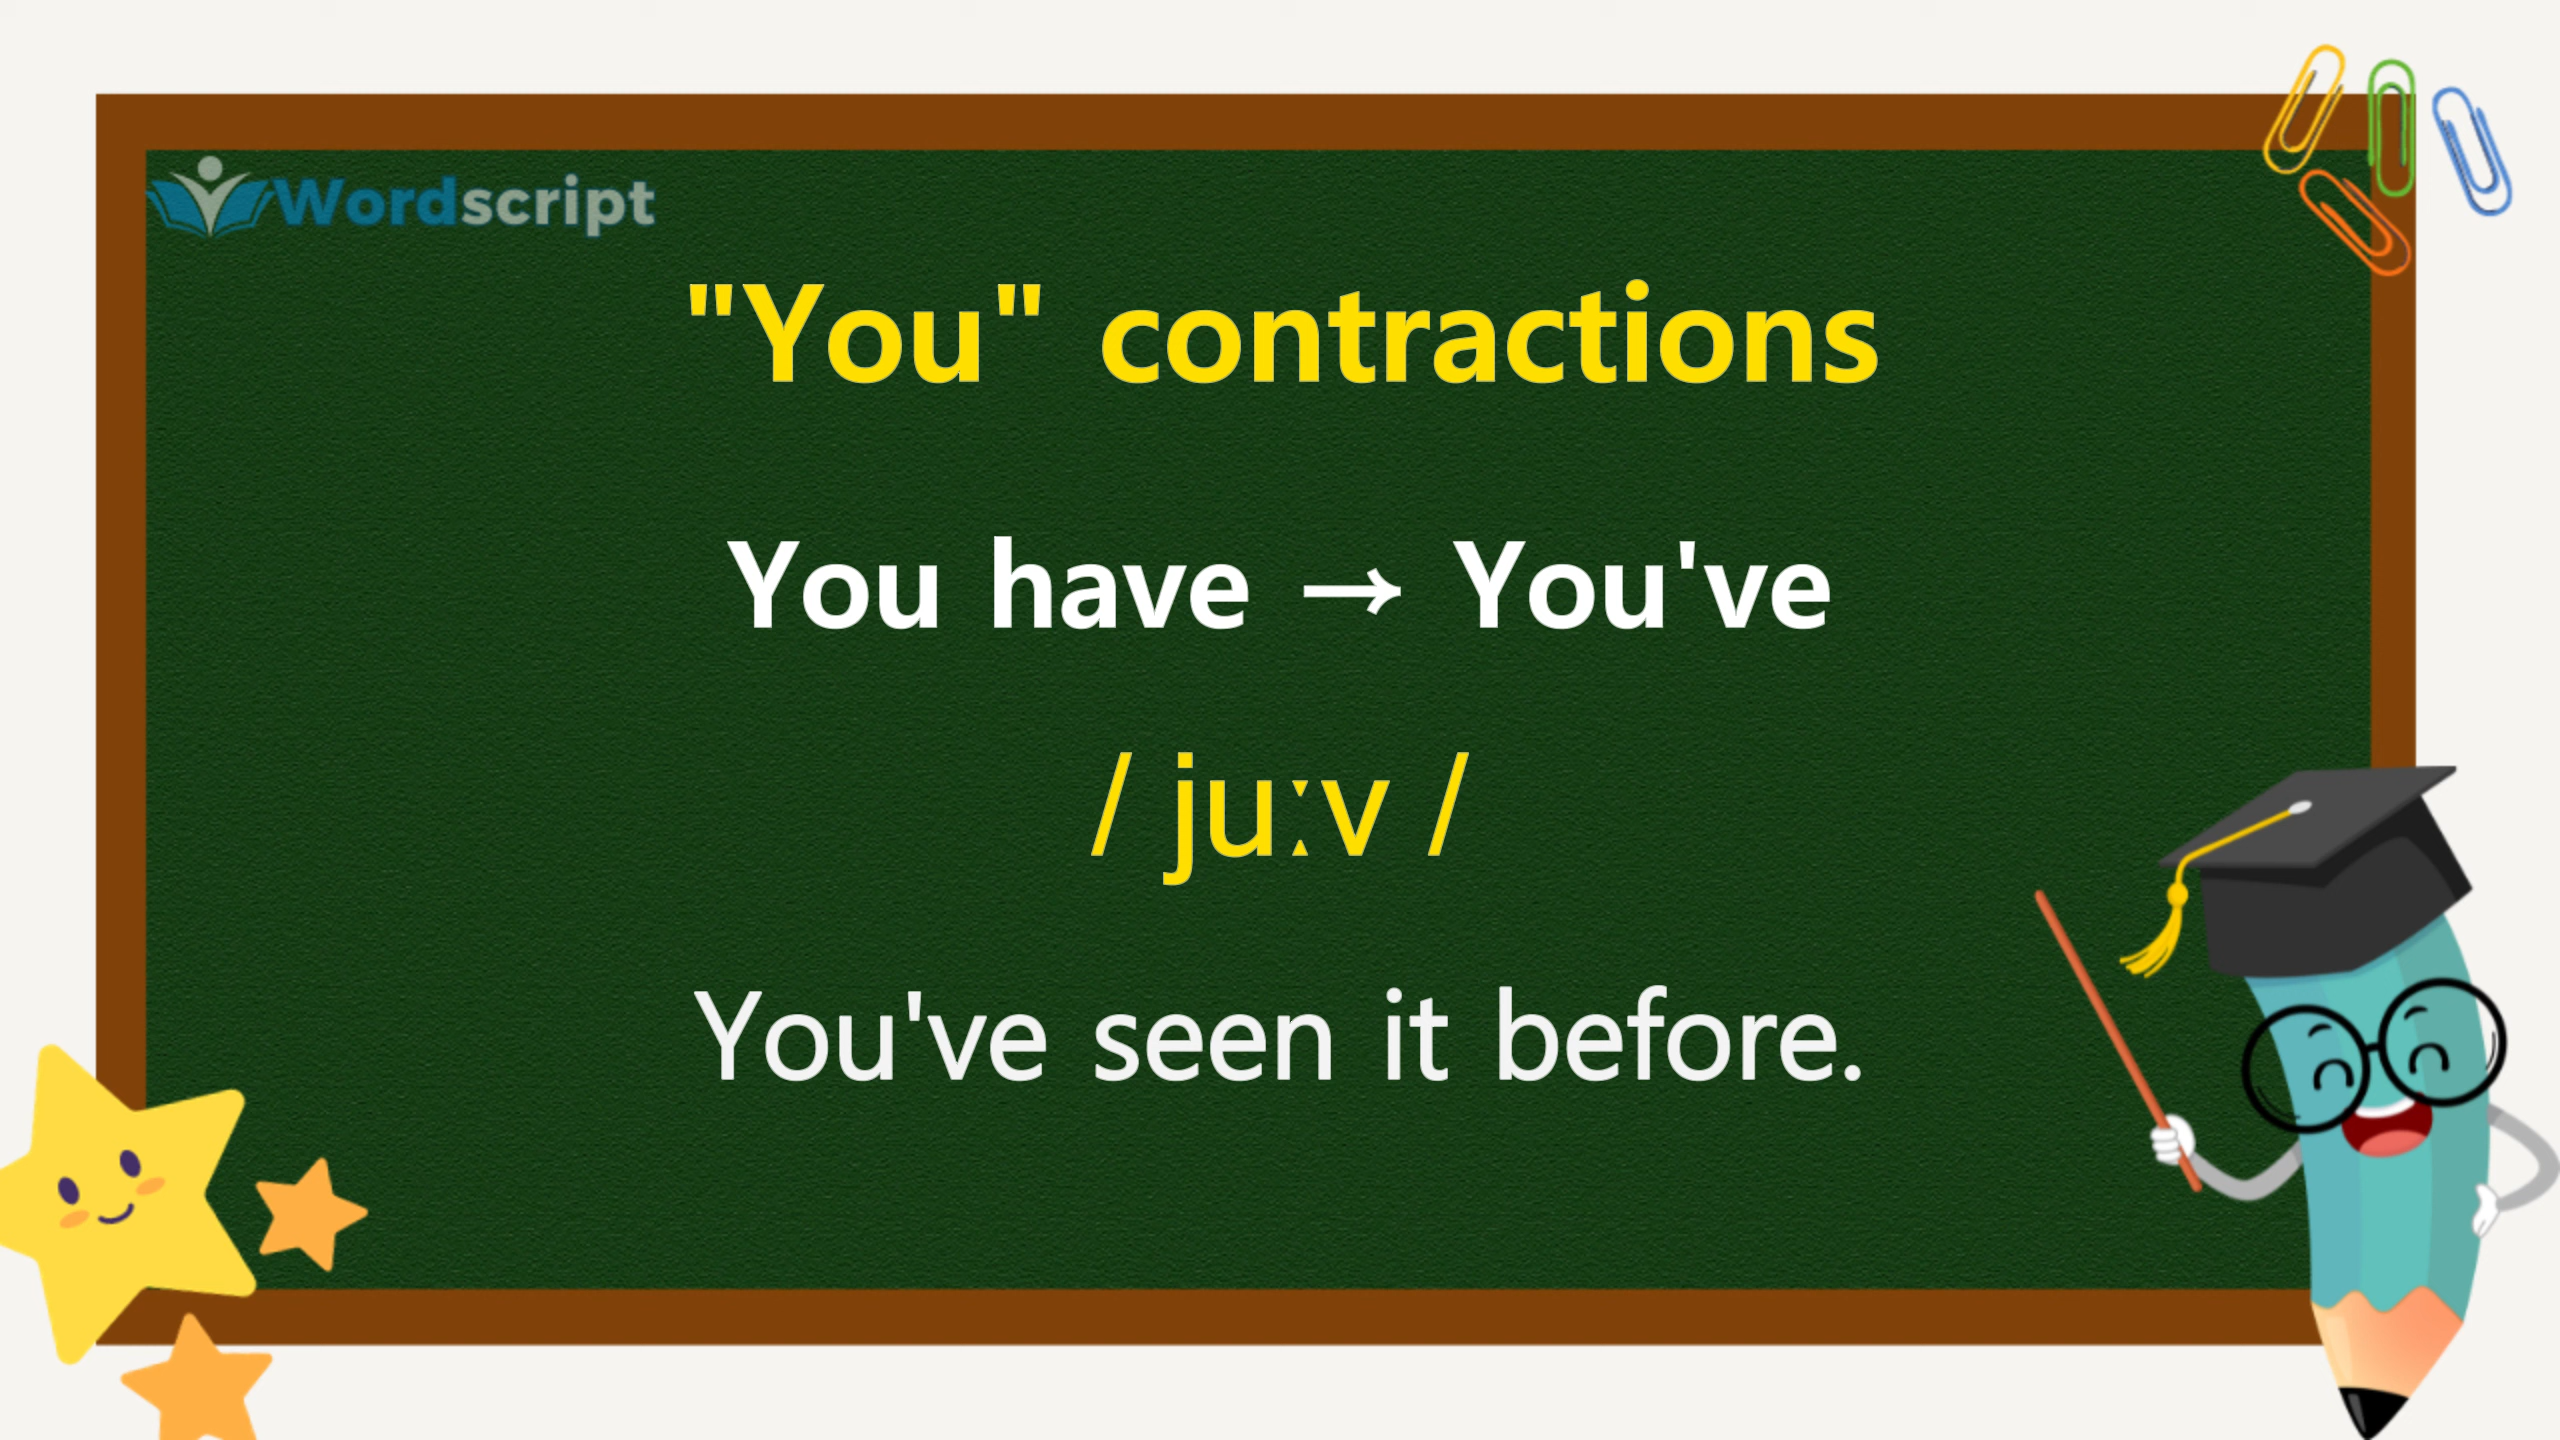 Wordscript
"You" contractions
You have → You've
/ juːv /
You've seen it before.